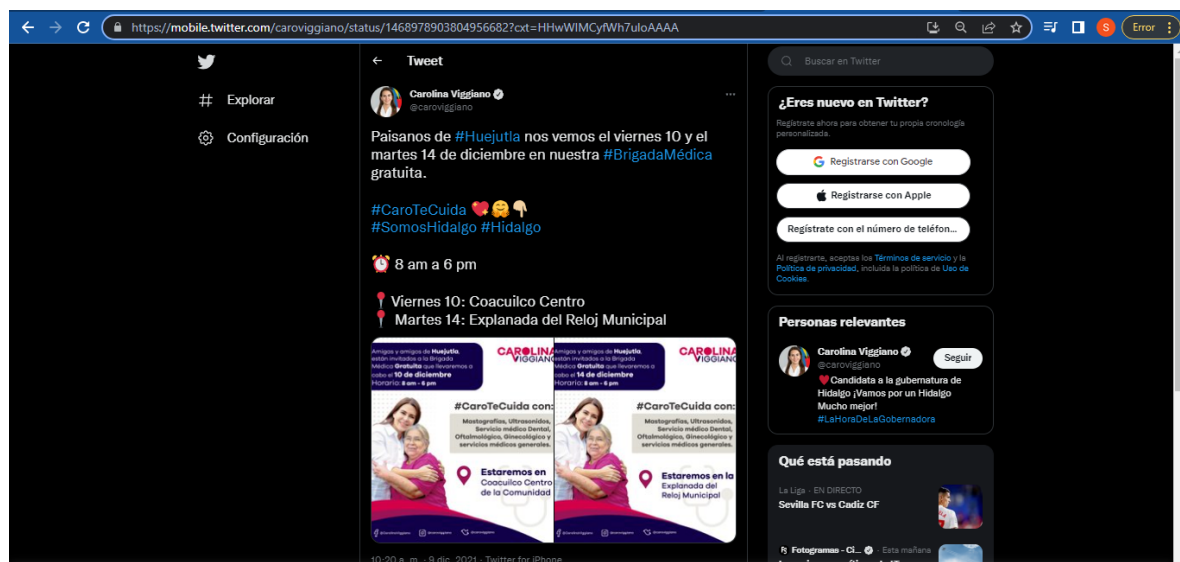 https://mobile.twitter.com/caroviggiano/status/1468978903804956682?cxt=HHwWlMCyfWh7uloAAAA
S
Error
Explorar
Configuración
Tweet
Carolina Viggiano
@caroviggiano
Paisanos de #Huejutla nos vemos el viernes 10 y el
martes 14 de diciembre en nuestra #BrigadaMédica
gratuita.
#CaroTeCuida
#SomosHidalgo #Hidalgo
8 am a 6 pm
Viernes 10: Coacuilco Centro
Martes 14: Explanada del Reloj Municipal
Amigas y amigos de Huejutla
están invitados a la Brigada
Médica Gratuita que llevaremos a
cabo el 10 de diciembre
Horario: 8 am - 6 pm
CAROLINA
VIGGIANO
#CaroTeCuida con:
Mastografías, Ultrasonidos,
Servicio médico Dental,
Oftalmológico, Ginecológico y
servicios médicos generales.
Estaremos en
Coacuilco Centro
de la Comunidad
Amigas y amigos de Huejutla
están invitados a la Brigada
Médica Gratuita que llevaremos a
cabo el 14 de diciembre
Horario: 8 am - 6 pm
CAROLINA
VIGGIANO
#CaroTeCuida con:
Mastografías, Ultrasonidos,
Servicio médico Dental,
Oftalmológico, Ginecológico y
servicios médicos generales.
Estaremos en la
Explanada del
Reloj Municipal
10:20 a. m. · 9 dic. 2021 · Twitter for iPhone
Buscar en Twitter
¿Eres nuevo en Twitter?
Regístrate ahora para obtener tu propia cronología
personalizada.
Registrarse con Google
Registrarse con Apple
Regístrate con el número de teléfon...
Al registrarte, aceptas los Términos de servicio y la
Política de privacidad, incluida la política de Uso de
Cookies.
Personas relevantes
Carolina Viggiano
@caroviggiano
Seguir
Candidata a la gubernatura de
Hidalgo ¡Vamos por un Hidalgo
Mucho mejor!
#LaHoraDeLaGobernadora
Qué está pasando
La Liga · EN DIRECTO
Sevilla FC vs Cadiz CF
Fotogramas - Ci... · Esta mañana